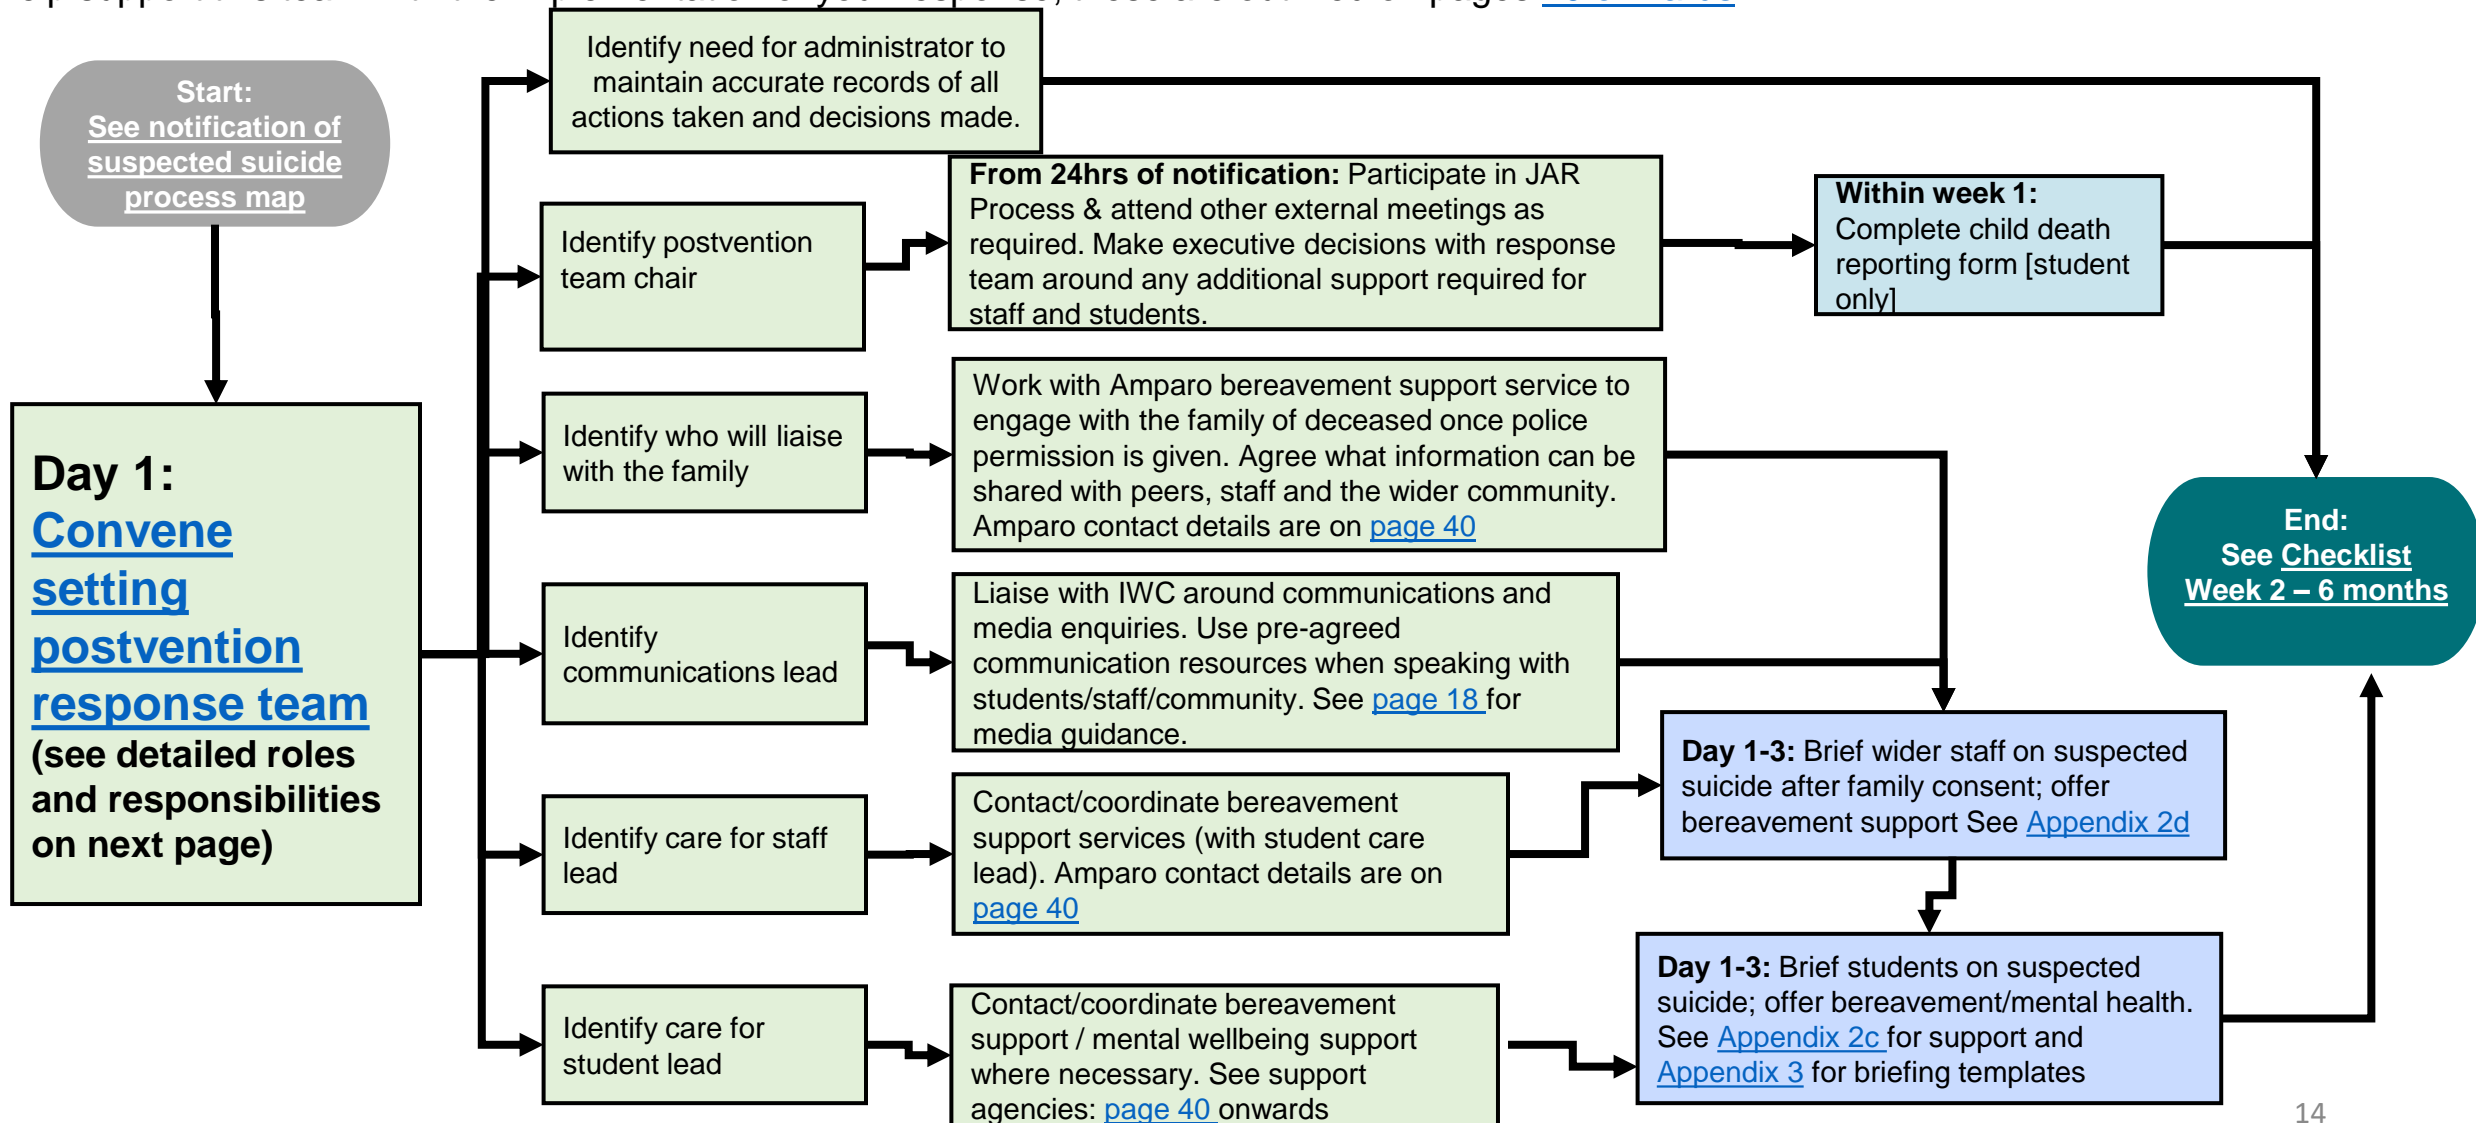 Identify need for administrator to
maintain accurate records of all
actions taken and decisions made.
Start:
See notification of
suspected suicide
process map
From 24hrs of notification: Participate in JAR
Process & attend other external meetings as
required. Make executive decisions with response
team around any additional support required for
staff and students.
Within week 1:
Complete child death
reporting form [student
only]
Identify postvention
team chair
Work with Amparo bereavement support service to
engage with the family of deceased once police
permission is given. Agree what information can be
shared with peers, staff and the wider community.
Amparo contact details are on page 40
Identify who will liaise
with the family
Day 1:
Convene
setting
postvention
response team
(see detailed roles
and responsibilities
on next page)
End:
See Checklist
Week 2 – 6 months
Identify
communications lead
Liaise with IWC around communications and
media enquiries. Use pre-agreed
communication resources when speaking with
students/staff/community. See page 18 for
media guidance.
Day 1-3: Brief wider staff on suspected
suicide after family consent; offer
bereavement support See Appendix 2d
Identify care for staff
lead
Contact/coordinate bereavement
support services (with student care
lead). Amparo contact details are on
page 40
Day 1-3: Brief students on suspected
suicide; offer bereavement/mental health.
See Appendix 2c for support and
Appendix 3 for briefing templates
Identify care for
student lead
Contact/coordinate bereavement
support / mental wellbeing support
where necessary. See support
agencies: page 40 onwards
14